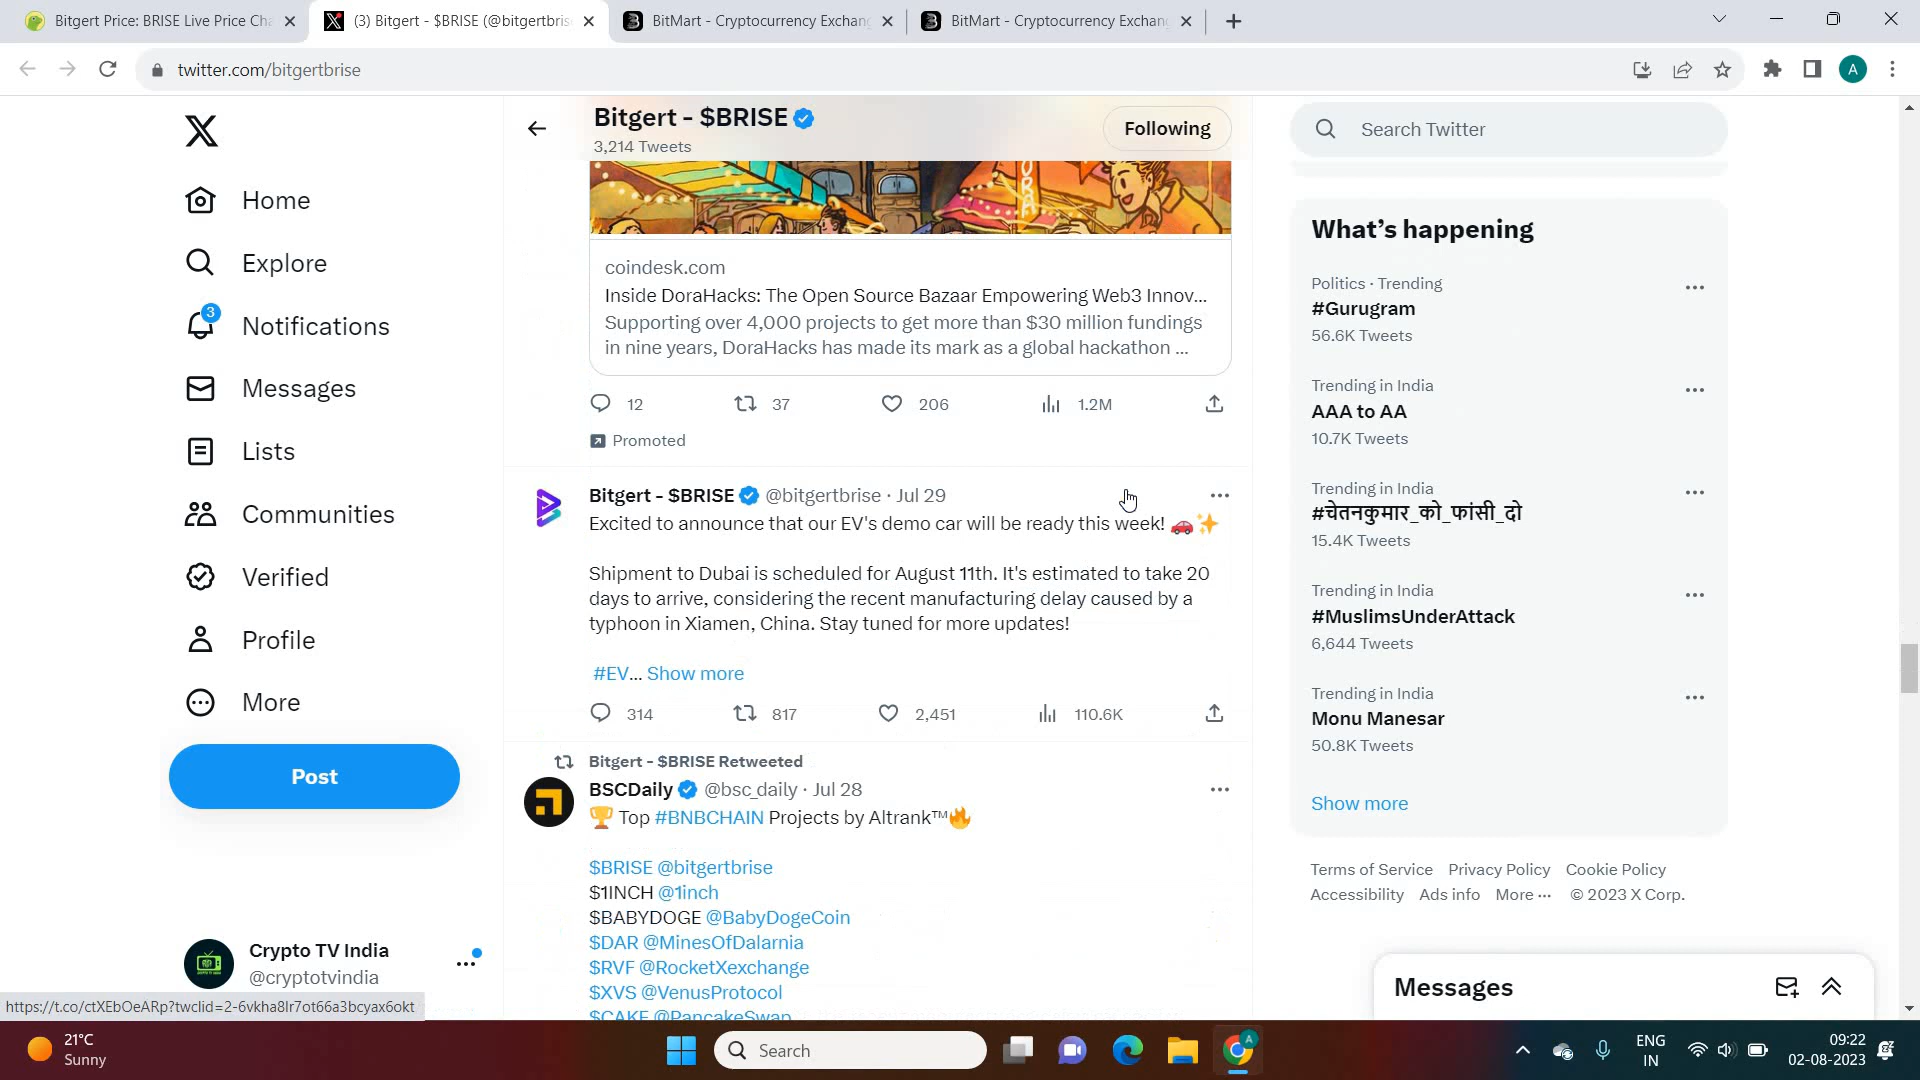 Bitgert Price: BRISE Live Price Cha
(3) Bitgert - $BRISE (@bitgertbris
BitMart - Cryptocurrency Exchan
BitMart - Cryptocurrency Exchan
twitter.com/bitgertbrise
A
Home
Explore
3
Notifications
Messages
Lists
Communities
Verified
Profile
More
Post
Crypto TV India
@cryptotvindia
https://t.co/ctXEbOeARp?twclid=2-6vkha8lr7ot66a3bcyax6okt
Bitgert - $BRISE
3,214 Tweets
Following
coindesk.com
Inside DoraHacks: The Open Source Bazaar Empowering Web3 Innov...
Supporting over 4,000 projects to get more than $30 million fundings
in nine years, DoraHacks has made its mark as a global hackathon ...
12 37 206 1.2M
Promoted
Bitgert - $BRISE @bitgertbrise · Jul 29
Excited to announce that our EV's demo car will be ready this week! 🚗✨
Shipment to Dubai is scheduled for August 11th. It's estimated to take 20
days to arrive, considering the recent manufacturing delay caused by a
typhoon in Xiamen, China. Stay tuned for more updates!
#EV... Show more
314 817 2,451 110.6K
Bitgert - $BRISE Retweeted
BSCDaily @bsc_daily · Jul 28
🏆 Top #BNBCHAIN Projects by Altrank™🔥
$BRISE @bitgertbrise
$1INCH @1inch
$BABYDOGE @BabyDogeCoin
$DAR @MinesOfDalarnia
$RVF @RocketXexchange
$XVS @VenusProtocol
$CAKE @PancakeSwap
Search Twitter
What's happening
Politics · Trending
#Gurugram
56.6K Tweets
Trending in India
AAA to AA
10.7K Tweets
Trending in India
#चेतनकुमार_को_फांसी_दो
15.4K Tweets
Trending in India
#MuslimsUnderAttack
6,644 Tweets
Trending in India
Monu Manesar
50.8K Tweets
Show more
Terms of Service Privacy Policy Cookie Policy
Accessibility Ads info More ··· © 2023 X Corp.
Messages
21°C
Sunny
Search
ENG
IN
09:22
02-08-2023